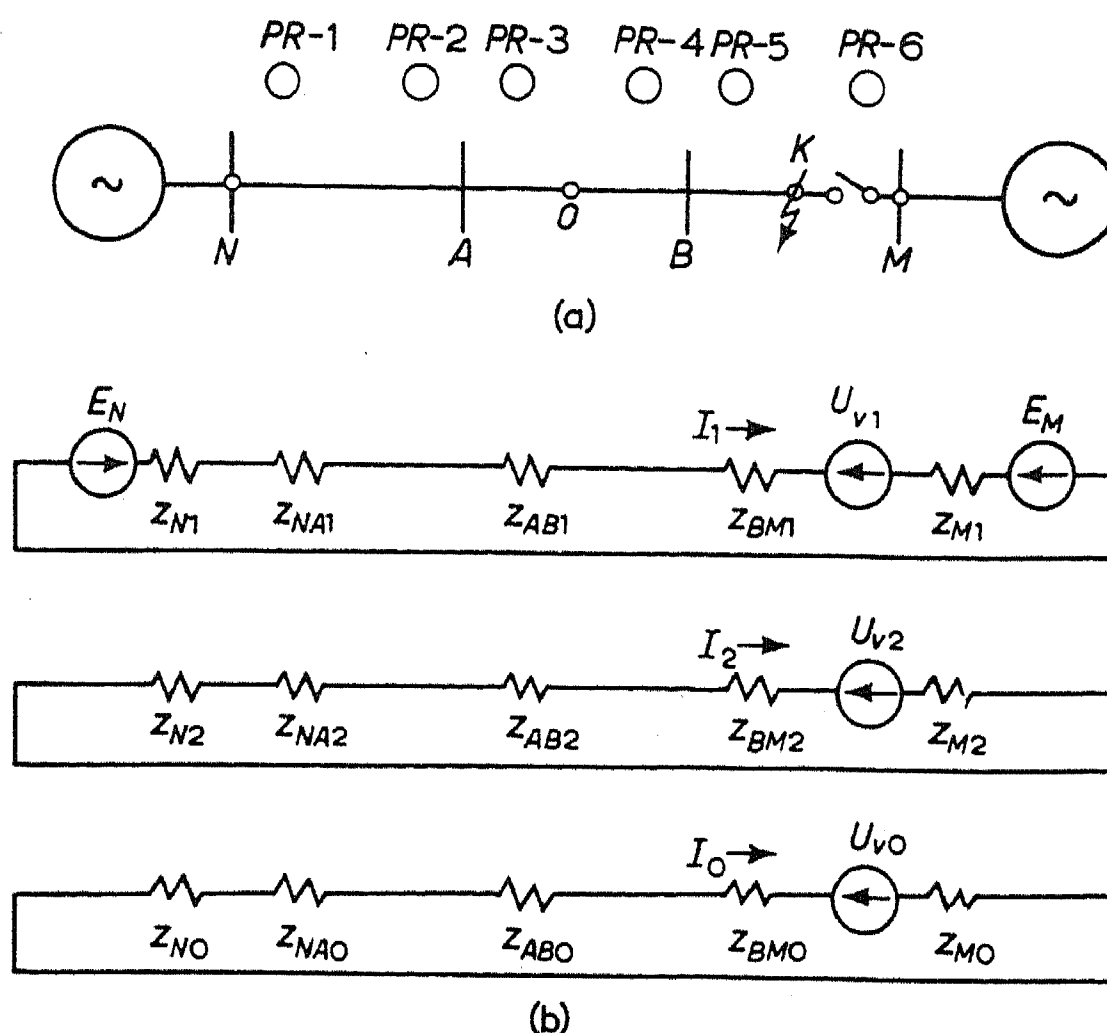 PR-1 PR-2 PR-3 PR-4 PR-5 PR-6
~ K ~
N A O B M
(a)
E_N I_1 U_v1 E_M
z_N1 z_NA1 z_AB1 z_BM1 z_M1
I_2 U_v2
z_N2 z_NA2 z_AB2 z_BM2 z_M2
I_0 U_v0
z_N0 z_NA0 z_AB0 z_BM0 z_M0
(b)